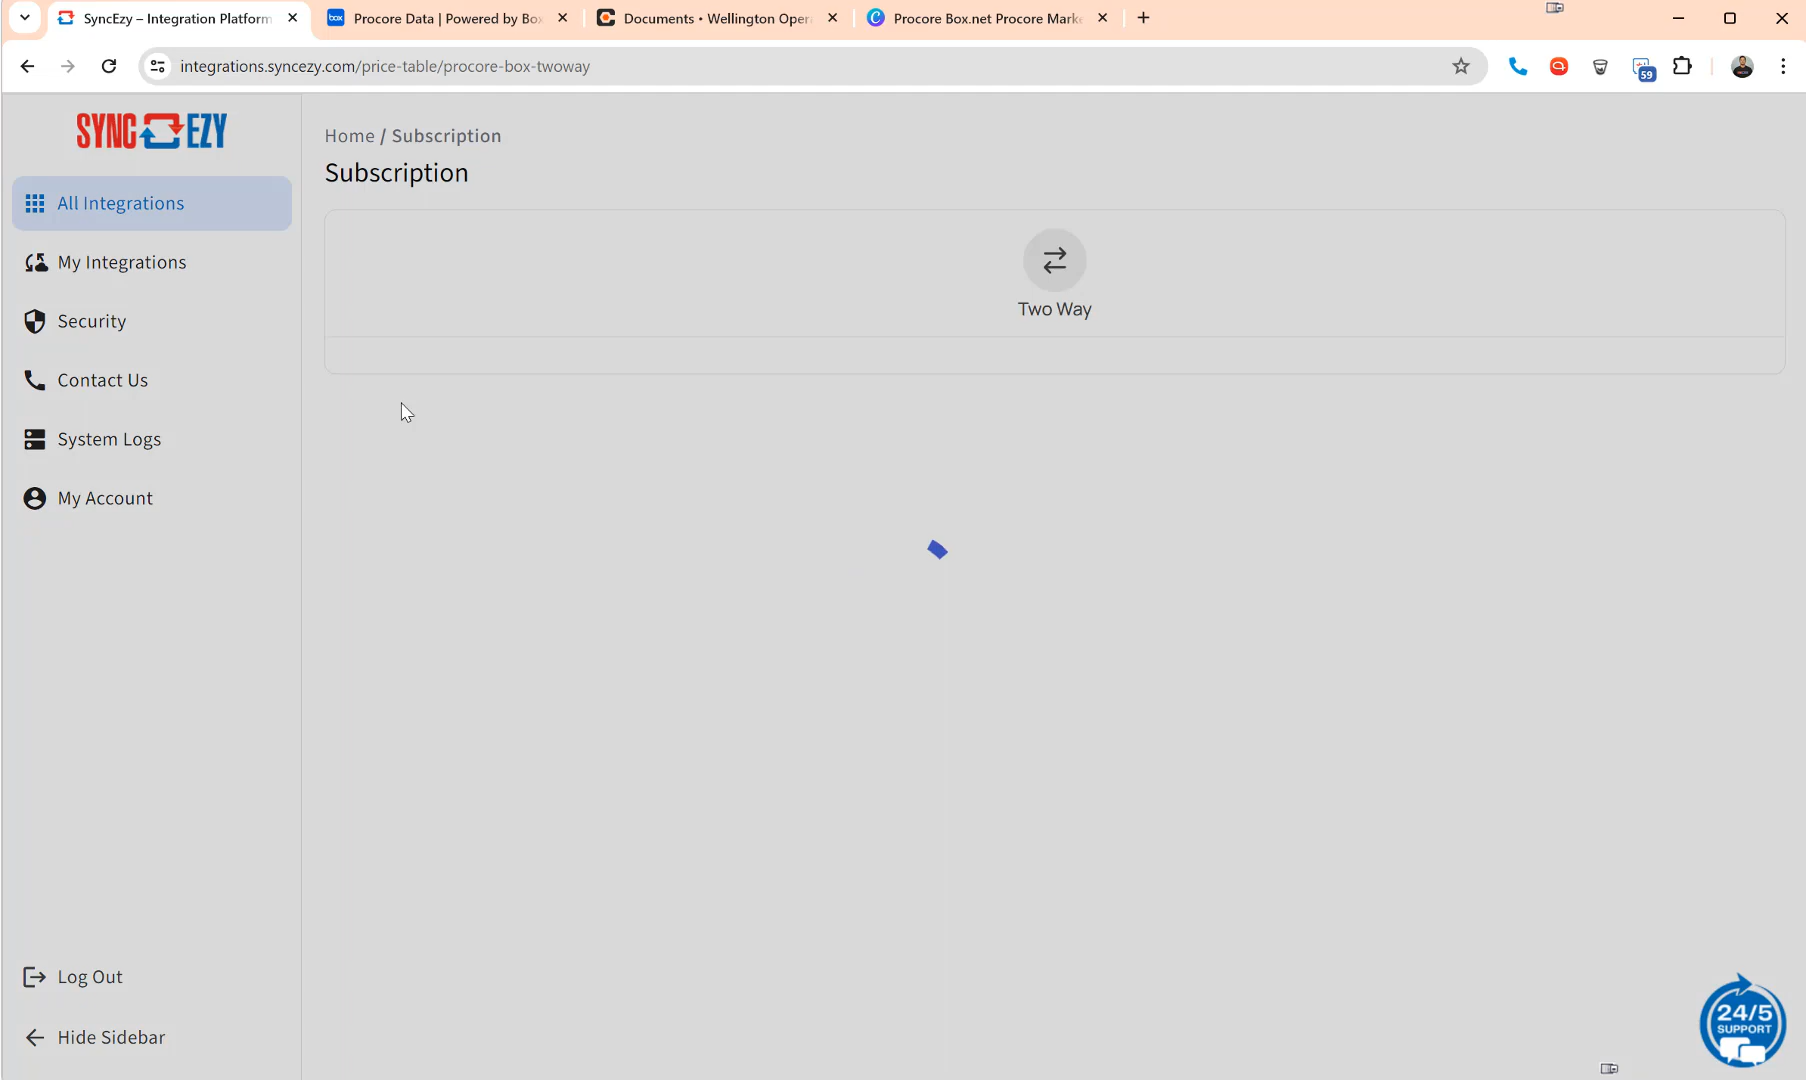 SyncEzy – Integration Platform
Procore Data | Powered by Box
Documents • Wellington Oper
Procore Box.net Procore Mark
integrations.syncezy.com/price-table/procore-box-twoway
59
SYNC EZY
All Integrations
My Integrations
Security
Contact Us
System Logs
My Account
Log Out
Hide Sidebar
Home / Subscription
Subscription
Two Way
24/5
SUPPORT